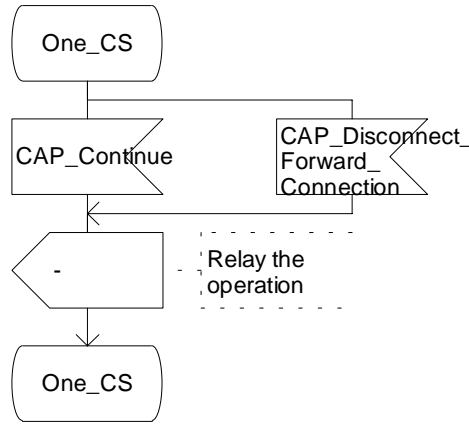 One_CS
CAP_Continue
CAP_Disconnect_
Forward_
Connection
-
Relay the
operation
One_CS